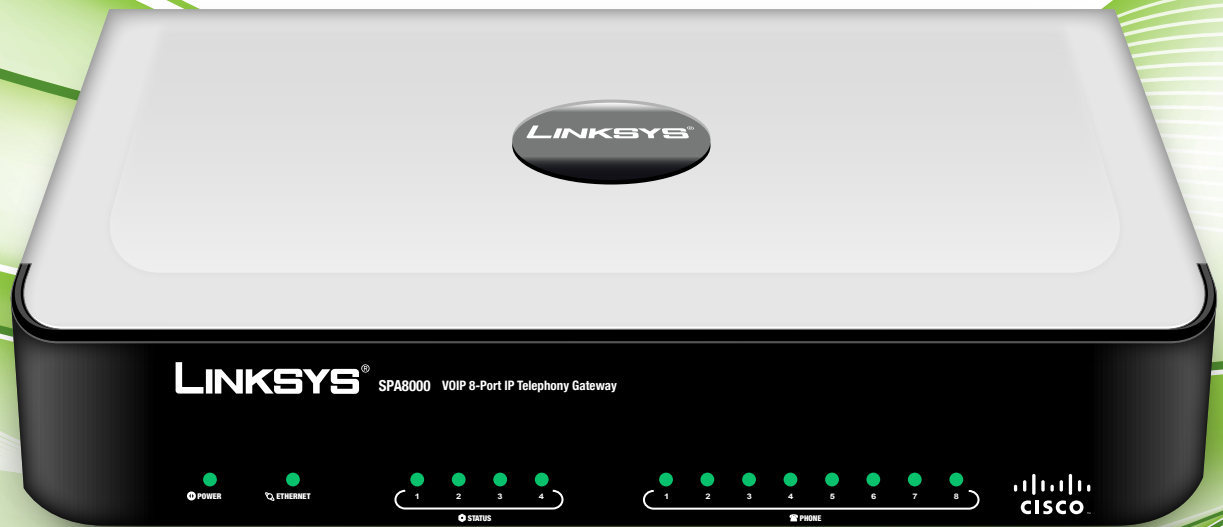 LINKSYS®
LINKSYS® SPA8000 VOIP 8-Port IP Telephony Gateway
POWER ETHERNET 1 2 3 4 1 2 3 4 5 6 7 8
STATUS PHONE
CISCO